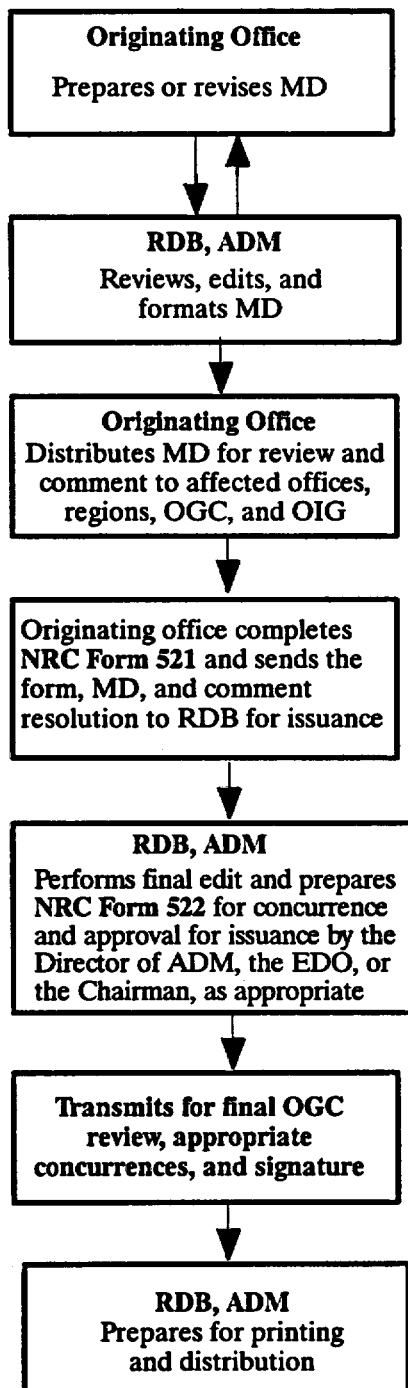 Originating Office
Prepares or revises MD
RDB, ADM
Reviews, edits, and
formats MD
Originating Office
Distributes MD for review and
comment to affected offices,
regions, OGC, and OIG
Originating office completes
NRC Form 521 and sends the
form, MD, and comment
resolution to RDB for issuance
RDB, ADM
Performs final edit and prepares
NRC Form 522 for concurrence
and approval for issuance by the
Director of ADM, the EDO, or
the Chairman, as appropriate
Transmits for final OGC
review, appropriate
concurrences, and signature
RDB, ADM
Prepares for printing
and distribution